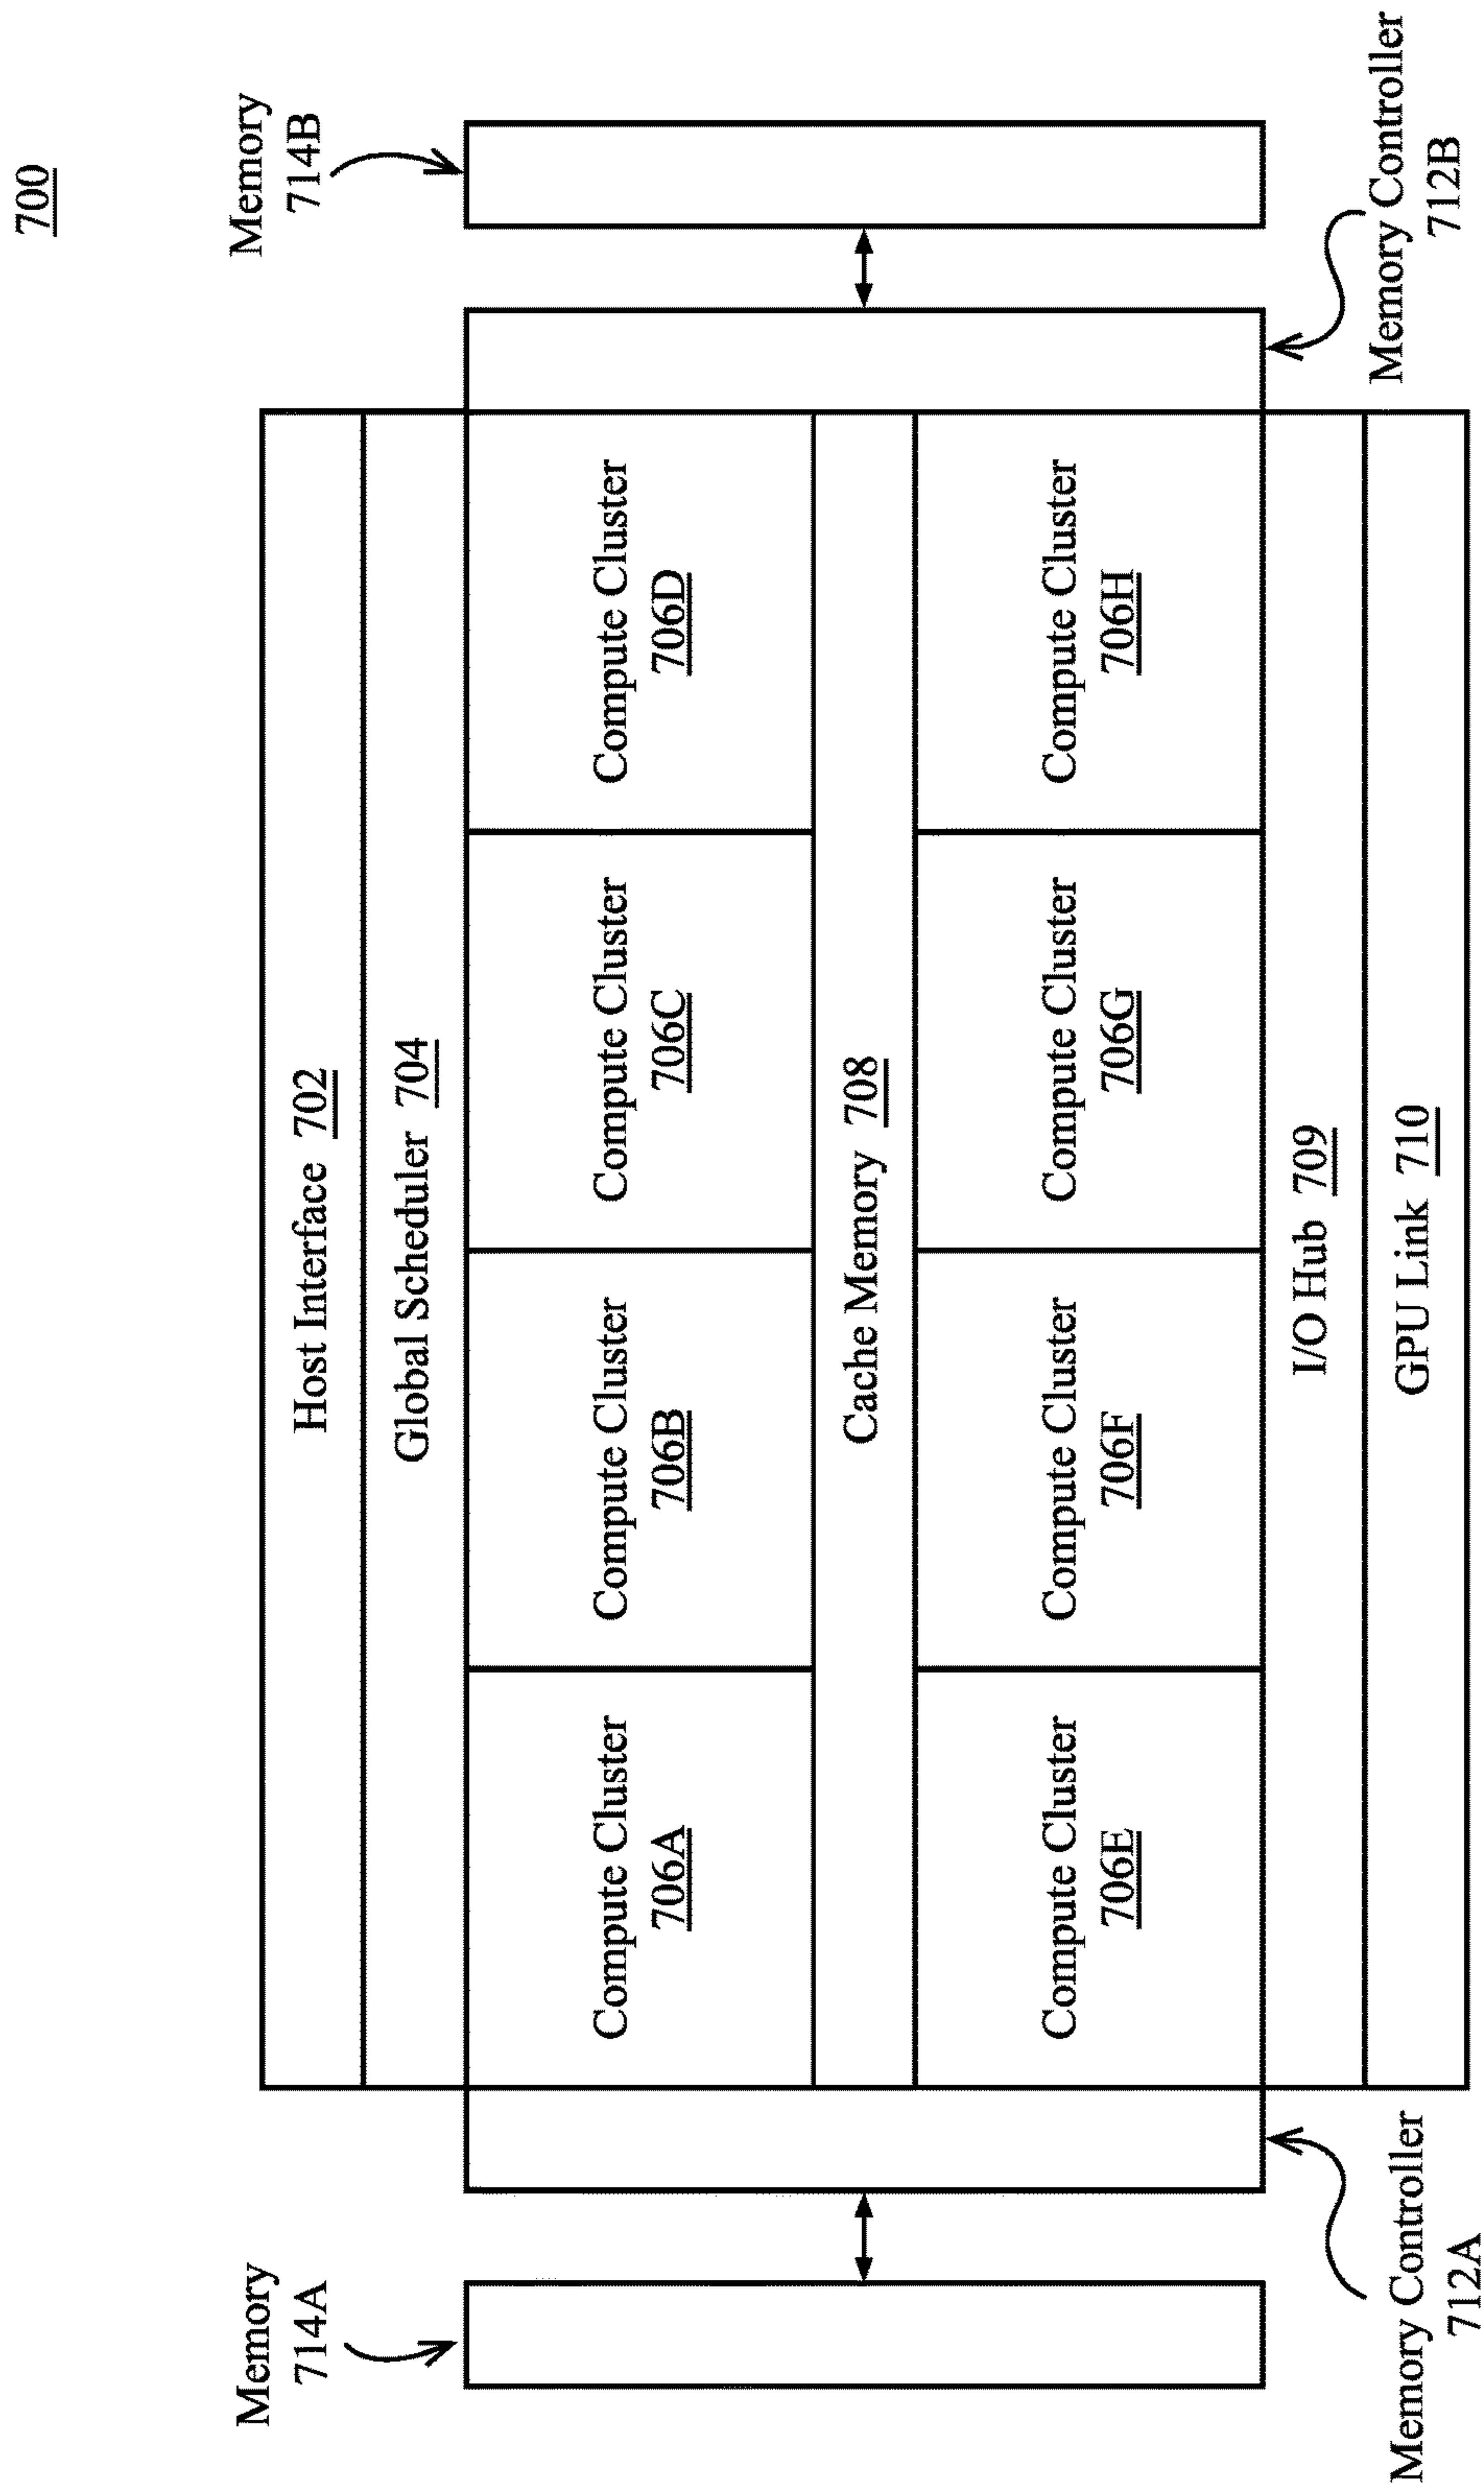 700
Host Interface 702
Global Scheduler 704
Memory
714A
Memory
714B
Compute Cluster
706A
Compute Cluster
706B
Compute Cluster
706C
Compute Cluster
706D
Cache Memory 708
Compute Cluster
706E
Compute Cluster
706F
Compute Cluster
706G
Compute Cluster
706H
I/O Hub 709
GPU Link 710
Memory Controller
712A
Memory Controller
712B